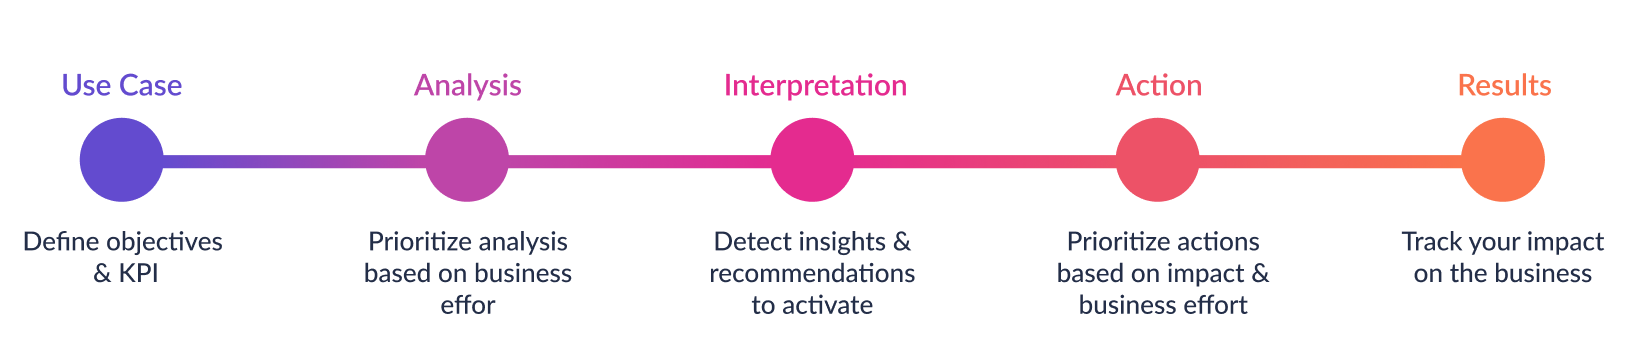 Use Case
Define objectives
& KPI
Analysis
Prioritize analysis
based on business
effor
Interpretation
Detect insights &
recommendations
to activate
Action
Prioritize actions
based on impact &
business effort
Results
Track your impact
on the business